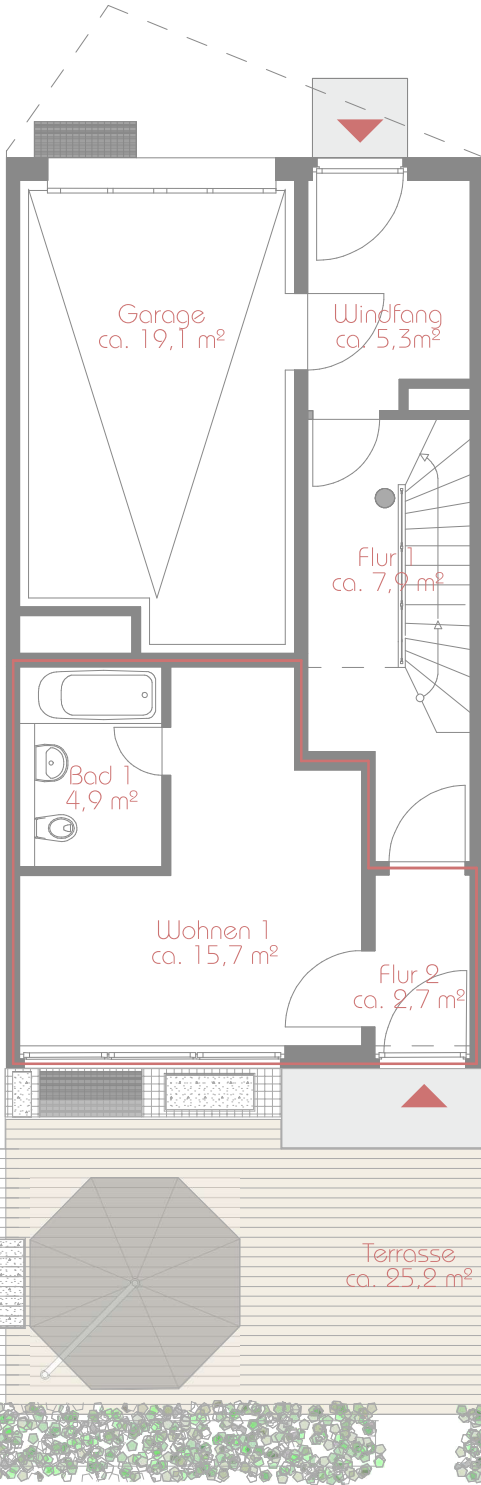 Garage
ca. 19,1 m²
Windfang
ca. 5,3m²
Flur 1
ca. 7,9 m²
Bad 1
4,9 m²
Wohnen 1
ca. 15,7 m²
Flur 2
ca. 2,7 m²
Terrasse
ca. 25,2 m²